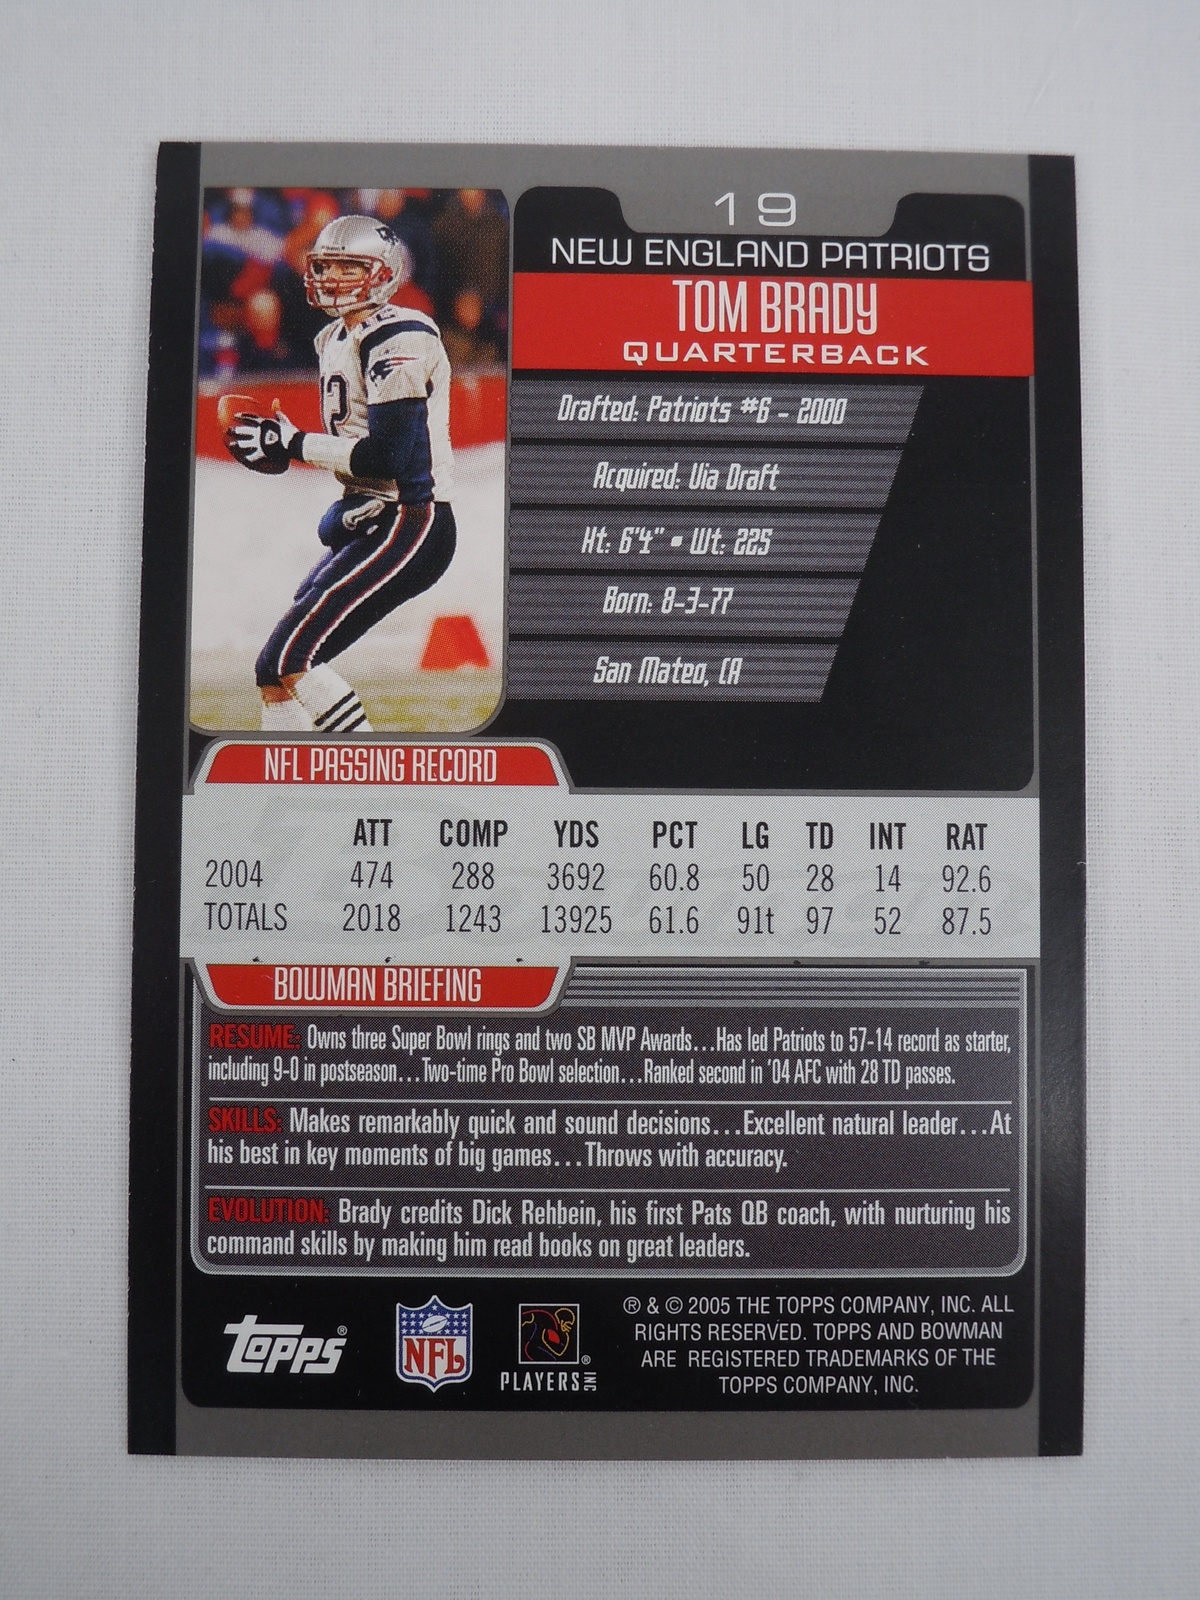 19
NEW ENGLAND PATRIOTS
TOM BRADY
QUARTERBACK
12
12
Drafted: Patriots #6 - 2000
Acquired: Via Draft
Ht: 6'4" • Wt: 225
Born: 8-3-77
San Mateo, CA
NFL PASSING RECORD
ATT COMP YDS PCT LG TD INT RAT
2004 474 288 3692 60.8 50 28 14 92.6
TOTALS 2018 1243 13925 61.6 91t 97 52 87.5
BOWMAN BRIEFING
RESUME: Owns three Super Bowl rings and two SB MVP Awards...Has led Patriots to 57-14 record as starter,
including 9-0 in postseason...Two-time Pro Bowl selection...Ranked second in '04 AFC with 28 TD passes.
SKILLS: Makes remarkably quick and sound decisions...Excellent natural leader...At
his best in key moments of big games...Throws with accuracy.
EVOLUTION: Brady credits Dick Rehbein, his first Pats QB coach, with nurturing his
command skills by making him read books on great leaders.
TOPPS®
NFL
PLAYERS INC ®
® & © 2005 THE TOPPS COMPANY, INC. ALL
RIGHTS RESERVED. TOPPS AND BOWMAN
ARE REGISTERED TRADEMARKS OF THE
TOPPS COMPANY, INC.